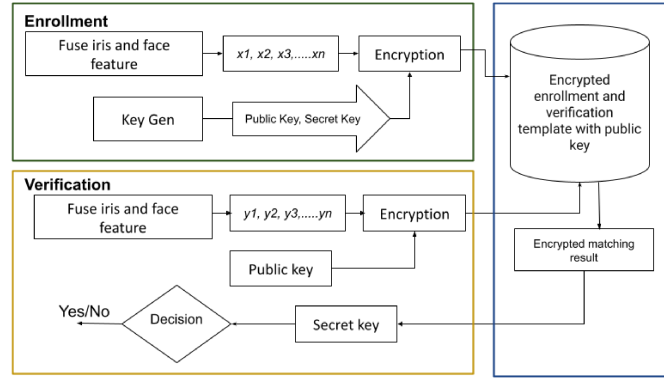 Enrollment
Fuse iris and face
feature
x1, x2, x3,.....xn
Encryption
Key Gen
Public Key, Secret Key
Encrypted
enrollment and
verification
template with public
key
Verification
Fuse iris and face
feature
y1, y2, y3,.....yn
Encryption
Public key
Encrypted matching
result
Yes/No
Decision
Secret key